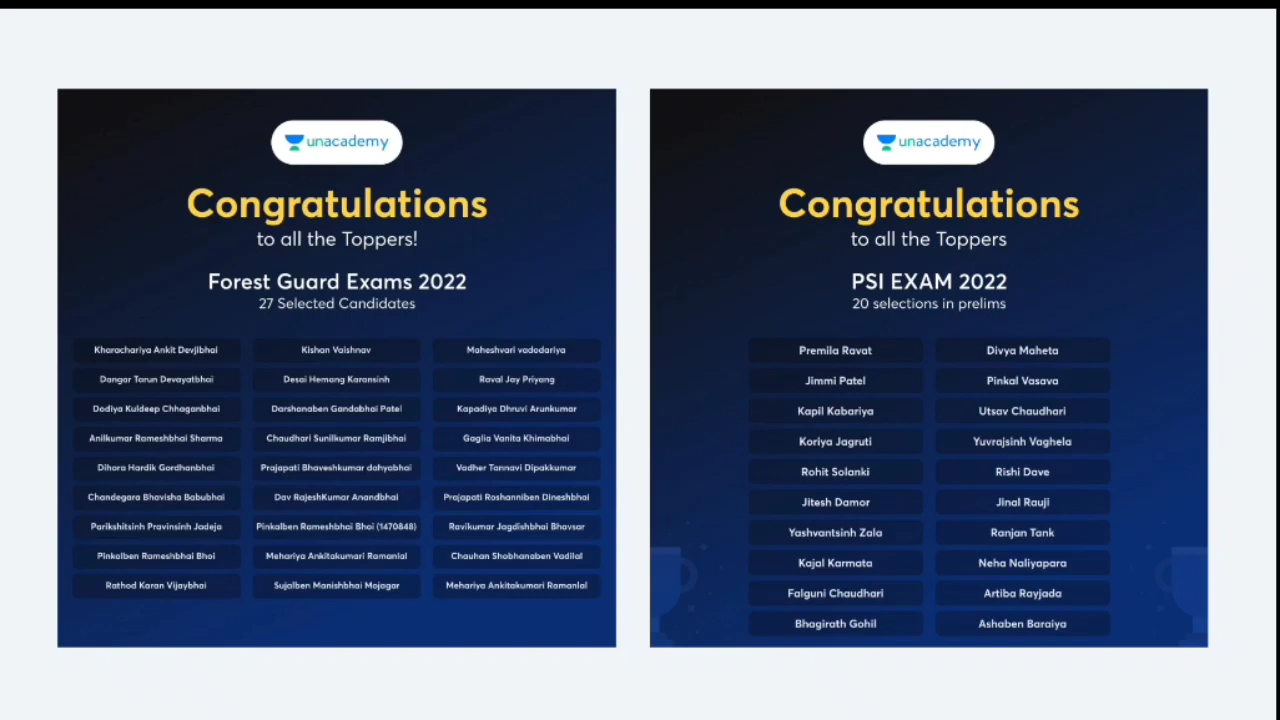 unacademy
Congratulations
to all the Toppers!
Forest Guard Exams 2022
27 Selected Candidates
Kharachariya Ankit Devjibhai Kishan Vaishnav Maheshvari vadodariya
Dangar Tarun Devayatbhai Desai Hemang Karansinh Raval Jay Priyang
Dodiya Kuldeep Chhaganbhai Darshanaben Gandabhai Patel Kapadiya Dhruvi Arunkumar
Anilkumar Rameshbhai Sharma Chaudhari Sunilkumar Ramjibhai Gaglia Vanita Khimabhai
Dihora Hardik Gordhanbhai Prajapati Bhaveshkumar dahyabhai Vadher Tannavi Dipakkumar
Chandegara Bhavisha Babubhai Dav RajeshKumar Anandbhai Prajapati Roshanniben Dineshbhai
Parikshitsinh Pravinsinh Jadeja Pinkalben Rameshbhai Bhoi (1470848) Ravikumar Jagdishbhai Bhavsar
Pinkalben Rameshbhai Bhoi Mehariya Ankitakumari Ramanlal Chauhan Shobhanaben Vadilal
Rathod Karan Vijaybhai Sujalben Manishbhai Mojagar Mehariya Ankitakumari Ramanlal
unacademy
Congratulations
to all the Toppers
PSI EXAM 2022
20 selections in prelims
Premila Ravat Divya Maheta
Jimmi Patel Pinkal Vasava
Kapil Kabariya Utsav Chaudhari
Koriya Jagruti Yuvrajsinh Vaghela
Rohit Solanki Rishi Dave
Jitesh Damor Jinal Rauji
Yashvantsinh Zala Ranjan Tank
Kajal Karmata Neha Naliyapara
Falguni Chaudhari Artiba Rayjada
Bhagirath Gohil Ashaben Baraiya